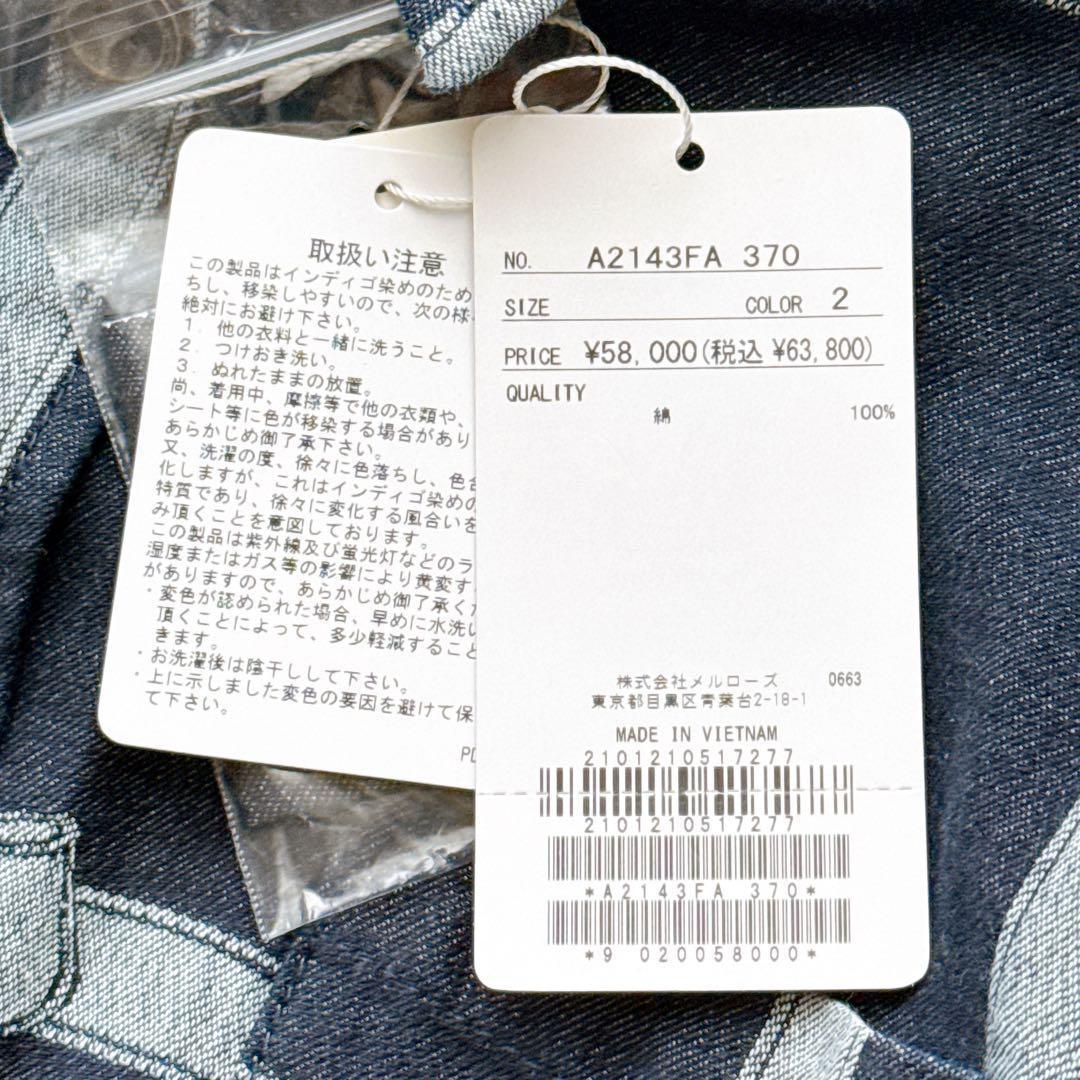 取扱い注意
この製品はインディゴ染めのため
ちし、移染しやすいので、次の様
絶対にお避け下さい。
1. 他の衣料と一緒に洗うこと。
2. つけおき洗い。
3. ぬれたままの放置。
尚、着用中、摩擦等で他の衣類や、
シート等に色が移染する場合があり
あらかじめ御了承下さい。
又、洗濯の度、徐々に色落ちし、色合
化しますが、これはインディゴ染めの
特質であり、徐々に変化する風合いを
み頂くことを意図しております。
この製品は紫外線及び蛍光灯などのラ
湿度またはガス等の影響により黄変す
がありますので、あらかじめ御了承くだ
・変色が認められた場合、早めに水洗い
頂くことによって、多少軽減すること
きます。
・お洗濯後は陰干しして下さい。
・上に示しました変色の要因を避けて保
て下さい。
PD
NO. A2143FA 370
SIZE COLOR 2
PRICE ¥58,000(税込 ¥63,800)
QUALITY
綿 100%
株式会社メルローズ 0663
東京都目黒区青葉台2-18-1
MADE IN VIETNAM
2101210517277
2101210517277
*A2143FA 370*
*9 020058000*